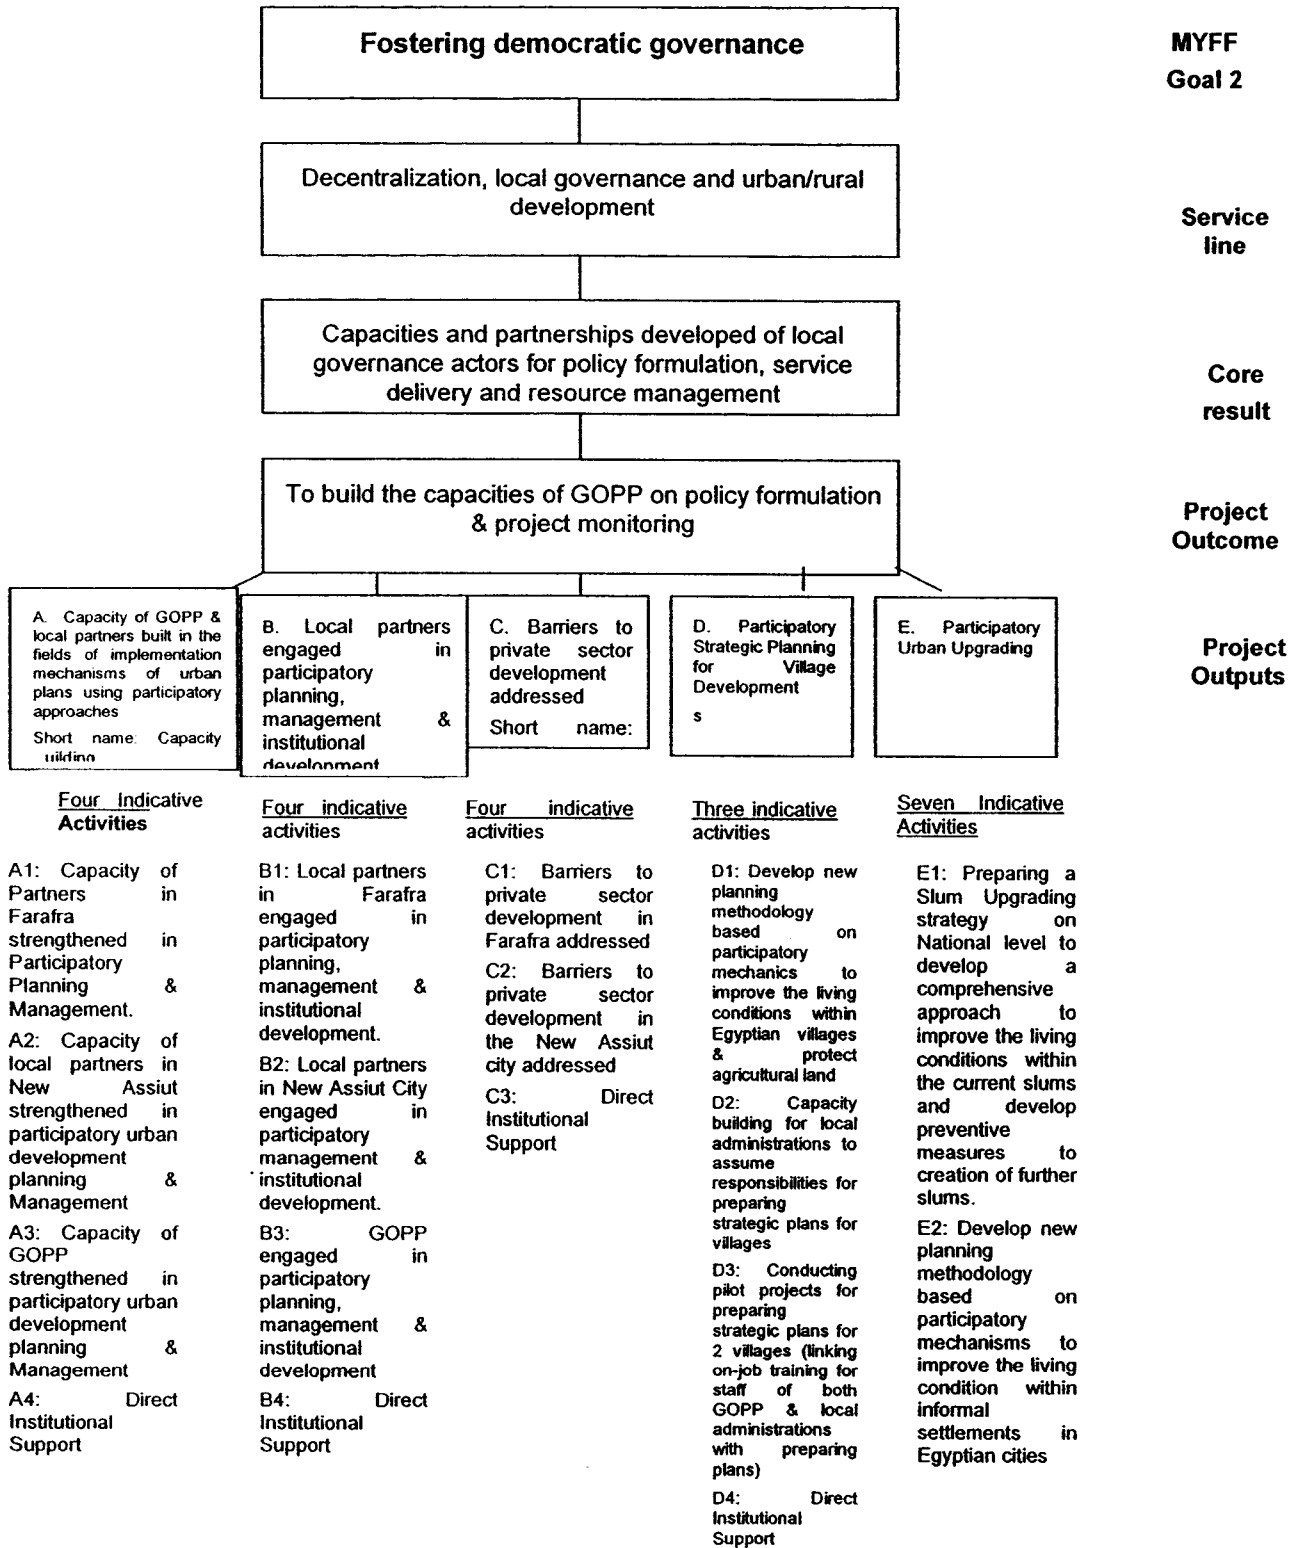 Fostering democratic governance
MYFF
Goal 2
Decentralization, local governance and urban/rural
development
Service
line
Capacities and partnerships developed of local
governance actors for policy formulation, service
delivery and resource management
Core
result
To build the capacities of GOPP on policy formulation
& project monitoring
Project
Outcome
A. Capacity of GOPP &
local partners built in the
fields of implementation
mechanisms of urban
plans using participatory
approaches
Short name: Capacity
B. Local partners
engaged in
participatory
planning,
management &
institutional
development
C. Barriers to
private sector
development
addressed
Short name:
D. Participatory
Strategic Planning
for Village
Development
s
E. Participatory
Urban Upgrading
Project
Outputs
Four Indicative
Activities
A1: Capacity of
Partners in
Farafra
strengthened in
Participatory
Planning &
Management.
A2: Capacity of
local partners in
New Assiut
strengthened in
participatory urban
development
planning &
Management
A3: Capacity of
GOPP
strengthened in
participatory urban
development
planning &
Management
A4: Direct
Institutional
Support
Four indicative
activities
B1: Local partners
in Farafra
engaged in
participatory
planning,
management &
institutional
development.
B2: Local partners
in New Assiut City
engaged in
participatory
management &
institutional
development.
B3: GOPP
engaged in
participatory
planning,
management &
institutional
development
B4: Direct
Institutional
Support
Four indicative
activities
C1: Barriers to
private sector
development in
Farafra addressed
C2: Barriers to
private sector
development in
the New Assiut
city addressed
C3: Direct
Institutional
Support
Three indicative
activities
D1: Develop new
planning
methodology
based on
participatory
mechanics to
improve the living
conditions within
Egyptian villages
& protect
agricultural land
D2: Capacity
building for local
administrations to
assume
responsibilities for
preparing
strategic plans for
villages
D3: Conducting
pilot projects for
preparing
strategic plans for
2 villages (linking
on-job training for
staff of both
GOPP & local
administrations
with preparing
plans)
D4: Direct
Institutional
Support
Seven Indicative
Activities
E1: Preparing a
Slum Upgrading
strategy on
National level to
develop a
comprehensive
approach to
improve the living
conditions within
the current slums
and develop
preventive
measures to
creation of further
slums.
E2: Develop new
planning
methodology
based on
participatory
mechanisms to
improve the living
condition within
informal
settlements in
Egyptian cities